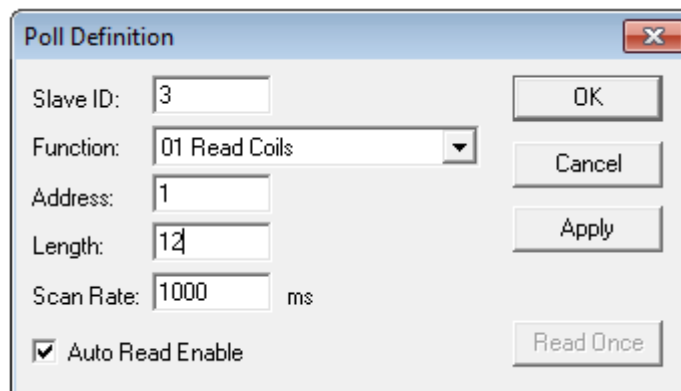 Poll Definition
Slave ID: 3
OK
Function: 01 Read Coils
Cancel
Address: 1
Length: 12
Apply
Scan Rate: 1000 ms
Auto Read Enable
Read Once